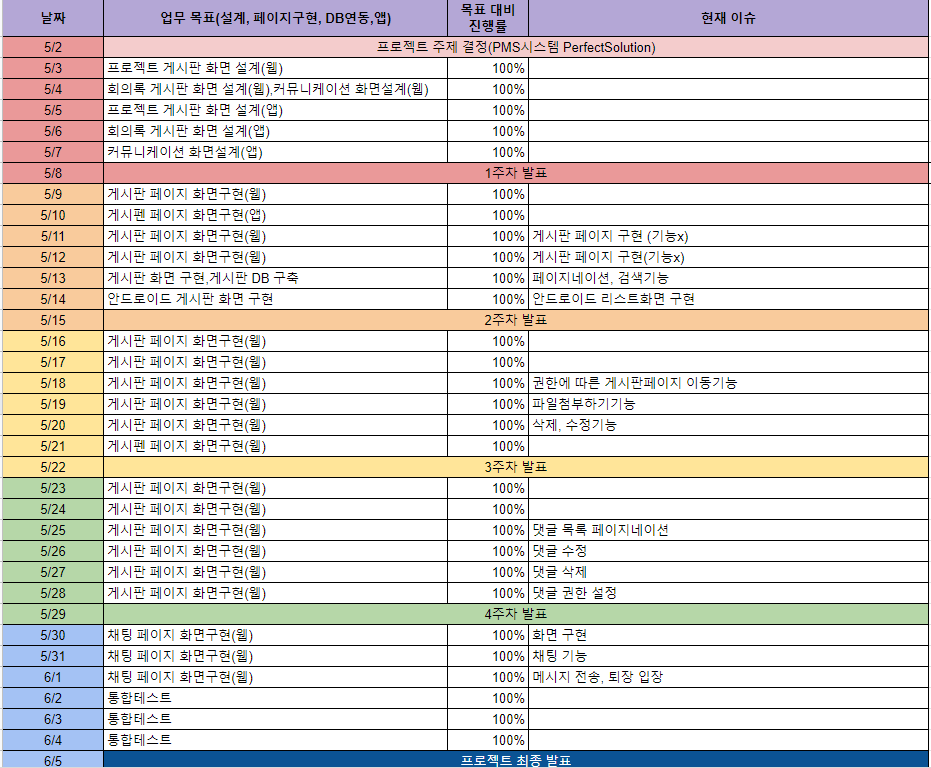 날짜 업무 목표(설계, 페이지구현, DB연동,앱) 목표 대비 진행률 현재 이슈
5/2 프로젝트 주제 결정(PMS시스템 PerfectSolution)
5/3 프로젝트 게시판 화면 설계(웹) 100%
5/4 회의록 게시판 화면 설계(웹),커뮤니케이션 화면설계(웹) 100%
5/5 프로젝트 게시판 화면 설계(앱) 100%
5/6 회의록 게시판 화면 설계(앱) 100%
5/7 커뮤니케이션 화면설계(앱) 100%
5/8 1주차 발표
5/9 게시판 페이지 화면구현(웹) 100%
5/10 게시펜 페이지 화면구현(앱) 100%
5/11 게시판 페이지 화면구현(웹) 100% 게시판 페이지 구현 (기능x)
5/12 게시판 페이지 화면구현(웹) 100% 게시판 페이지 구현(기능x)
5/13 게시판 화면 구현,게시판 DB 구축 100% 페이지네이션, 검색기능
5/14 안드로이드 게시판 화면 구현 100% 안드로이드 리스트화면 구현
5/15 2주차 발표
5/16 게시판 페이지 화면구현(웹) 100%
5/17 게시판 페이지 화면구현(웹) 100%
5/18 게시판 페이지 화면구현(웹) 100% 권한에 따른 게시판페이지 이동기능
5/19 게시판 페이지 화면구현(웹) 100% 파일첨부하기기능
5/20 게시판 페이지 화면구현(웹) 100% 삭제, 수정기능
5/21 게시펜 페이지 화면구현(웹) 100%
5/22 3주차 발표
5/23 게시판 페이지 화면구현(웹) 100%
5/24 게시판 페이지 화면구현(웹) 100%
5/25 게시판 페이지 화면구현(웹) 100% 댓글 목록 페이지네이션
5/26 게시판 페이지 화면구현(웹) 100% 댓글 수정
5/27 게시판 페이지 화면구현(웹) 100% 댓글 삭제
5/28 게시판 페이지 화면구현(웹) 100% 댓글 권한 설정
5/29 4주차 발표
5/30 채팅 페이지 화면구현(웹) 100% 화면 구현
5/31 채팅 페이지 화면구현(웹) 100% 채팅 기능
6/1 채팅 페이지 화면구현(웹) 100% 메시지 전송, 퇴장 입장
6/2 통합테스트 100%
6/3 통합테스트 100%
6/4 통합테스트 100%
6/5 프로젝트 최종 발표